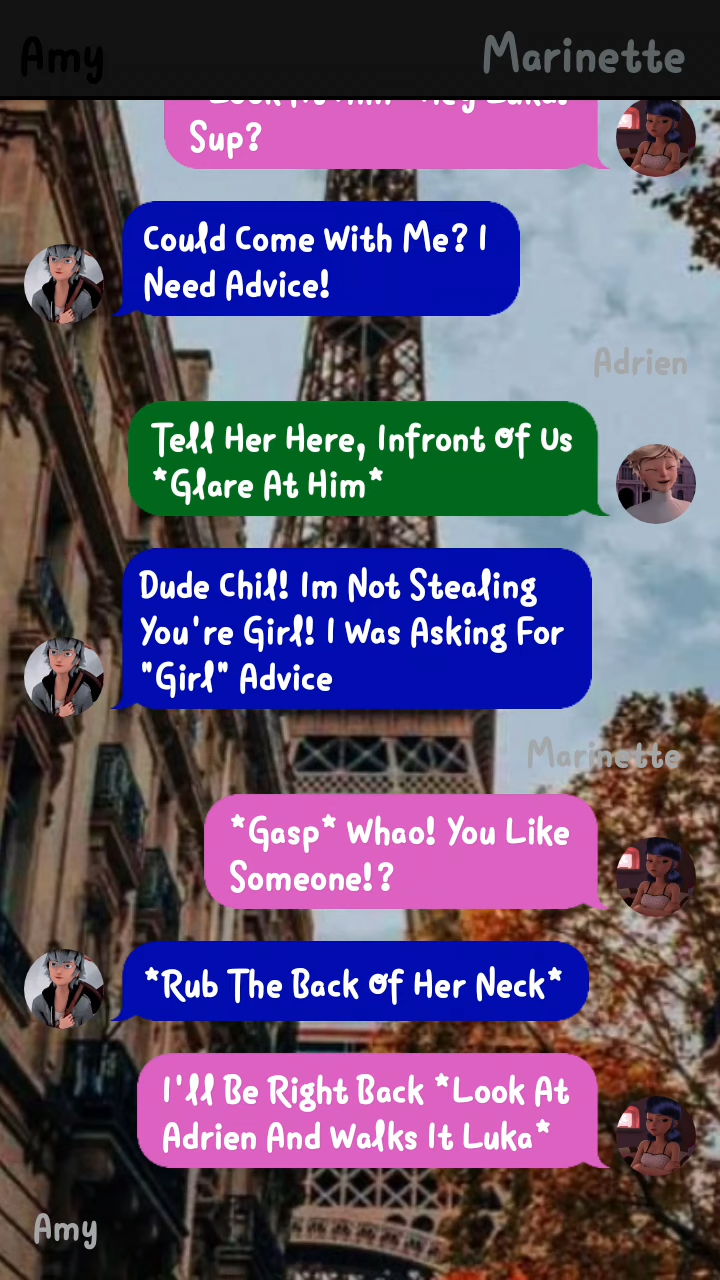 Amy
Marinette
Sup?
Could Come With Me? I
Need Advice!
Adrien
Tell Her Here, Infront Of Us
*Glare At Him*
Dude Chil! Im Not Stealing
You're Girl! I Was Asking For
"Girl" Advice
Marinette
*Gasp* Whao! You Like
Someone!?
*Rub The Back Of Her Neck*
I'll Be Right Back *Look At
Adrien And Walks It Luka*
Amy